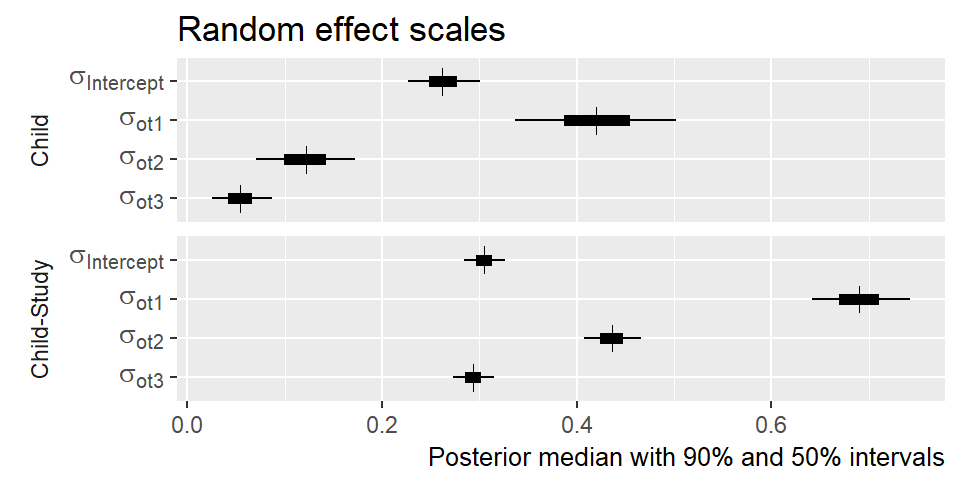 Random effect scales
Child
σIntercept
σot1
σot2
σot3
Child-Study
σIntercept
σot1
σot2
σot3
0.0 0.2 0.4 0.6
Posterior median with 90% and 50% intervals